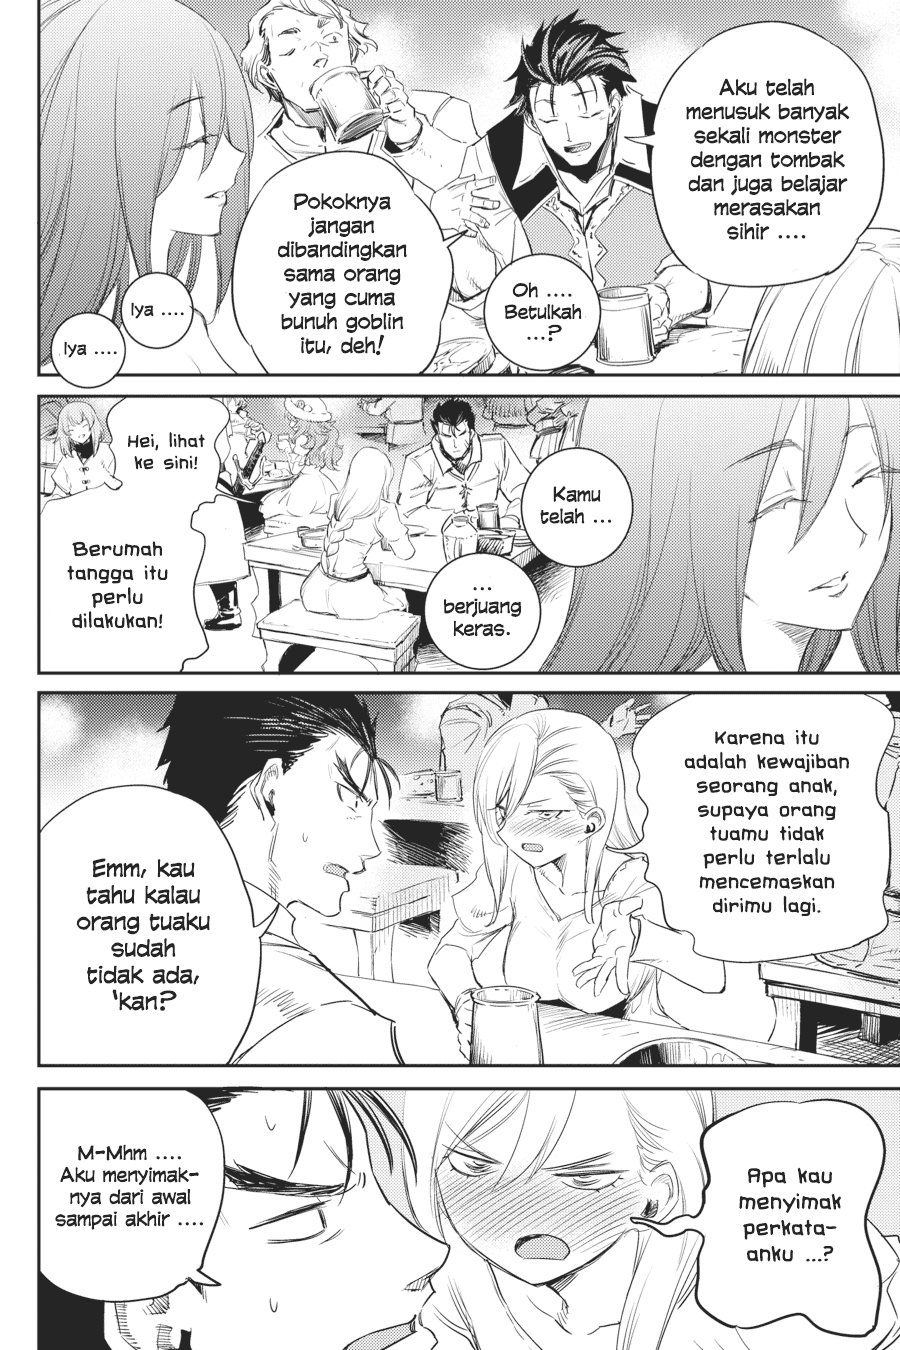 Aku telah
menusuk banyak
sekali monster
dengan tombak
dan juga belajar
merasakan
sihir ....
Oh ....
Betulkah
...?
Pokoknya
jangan
dibandingkan
sama orang
yang cuma
bunuh goblin
itu, deh!
Iya ....
Iya ....
Kamu
telah ...
...
berjuang
keras.
Hei, lihat
ke sini!
Berumah
tangga itu
perlu
dilakukan!
Karena itu
adalah kewajiban
seorang anak,
supaya orang
tuamu tidak
perlu terlalu
mencemaskan
dirimu lagi.
Emm, kau
tahu kalau
orang tuaku
sudah
tidak ada,
'kan?
Apa kau
menyimak
perkata-
anku ...?
M-Mhm ....
Aku menyimak-
nya dari awal
sampai akhir ....